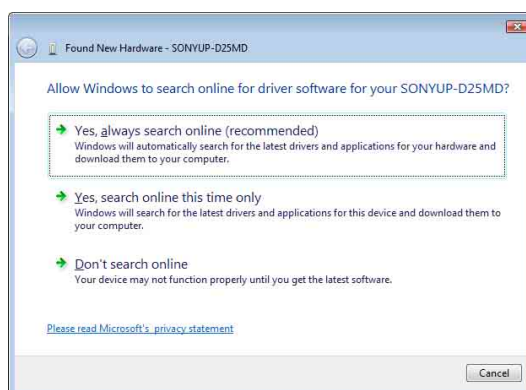 Found New Hardware - SONYUP-D25MD
Allow Windows to search online for driver software for your SONYUP-D25MD?
Yes, always search online (recommended)
Windows will automatically search for the latest drivers and applications for your hardware and
download them to your computer.
Yes, search online this time only
Windows will search for the latest drivers and applications for this device and download them to
your computer.
Don't search online
Your device may not function properly until you get the latest software.
Please read Microsoft's privacy statement
Cancel